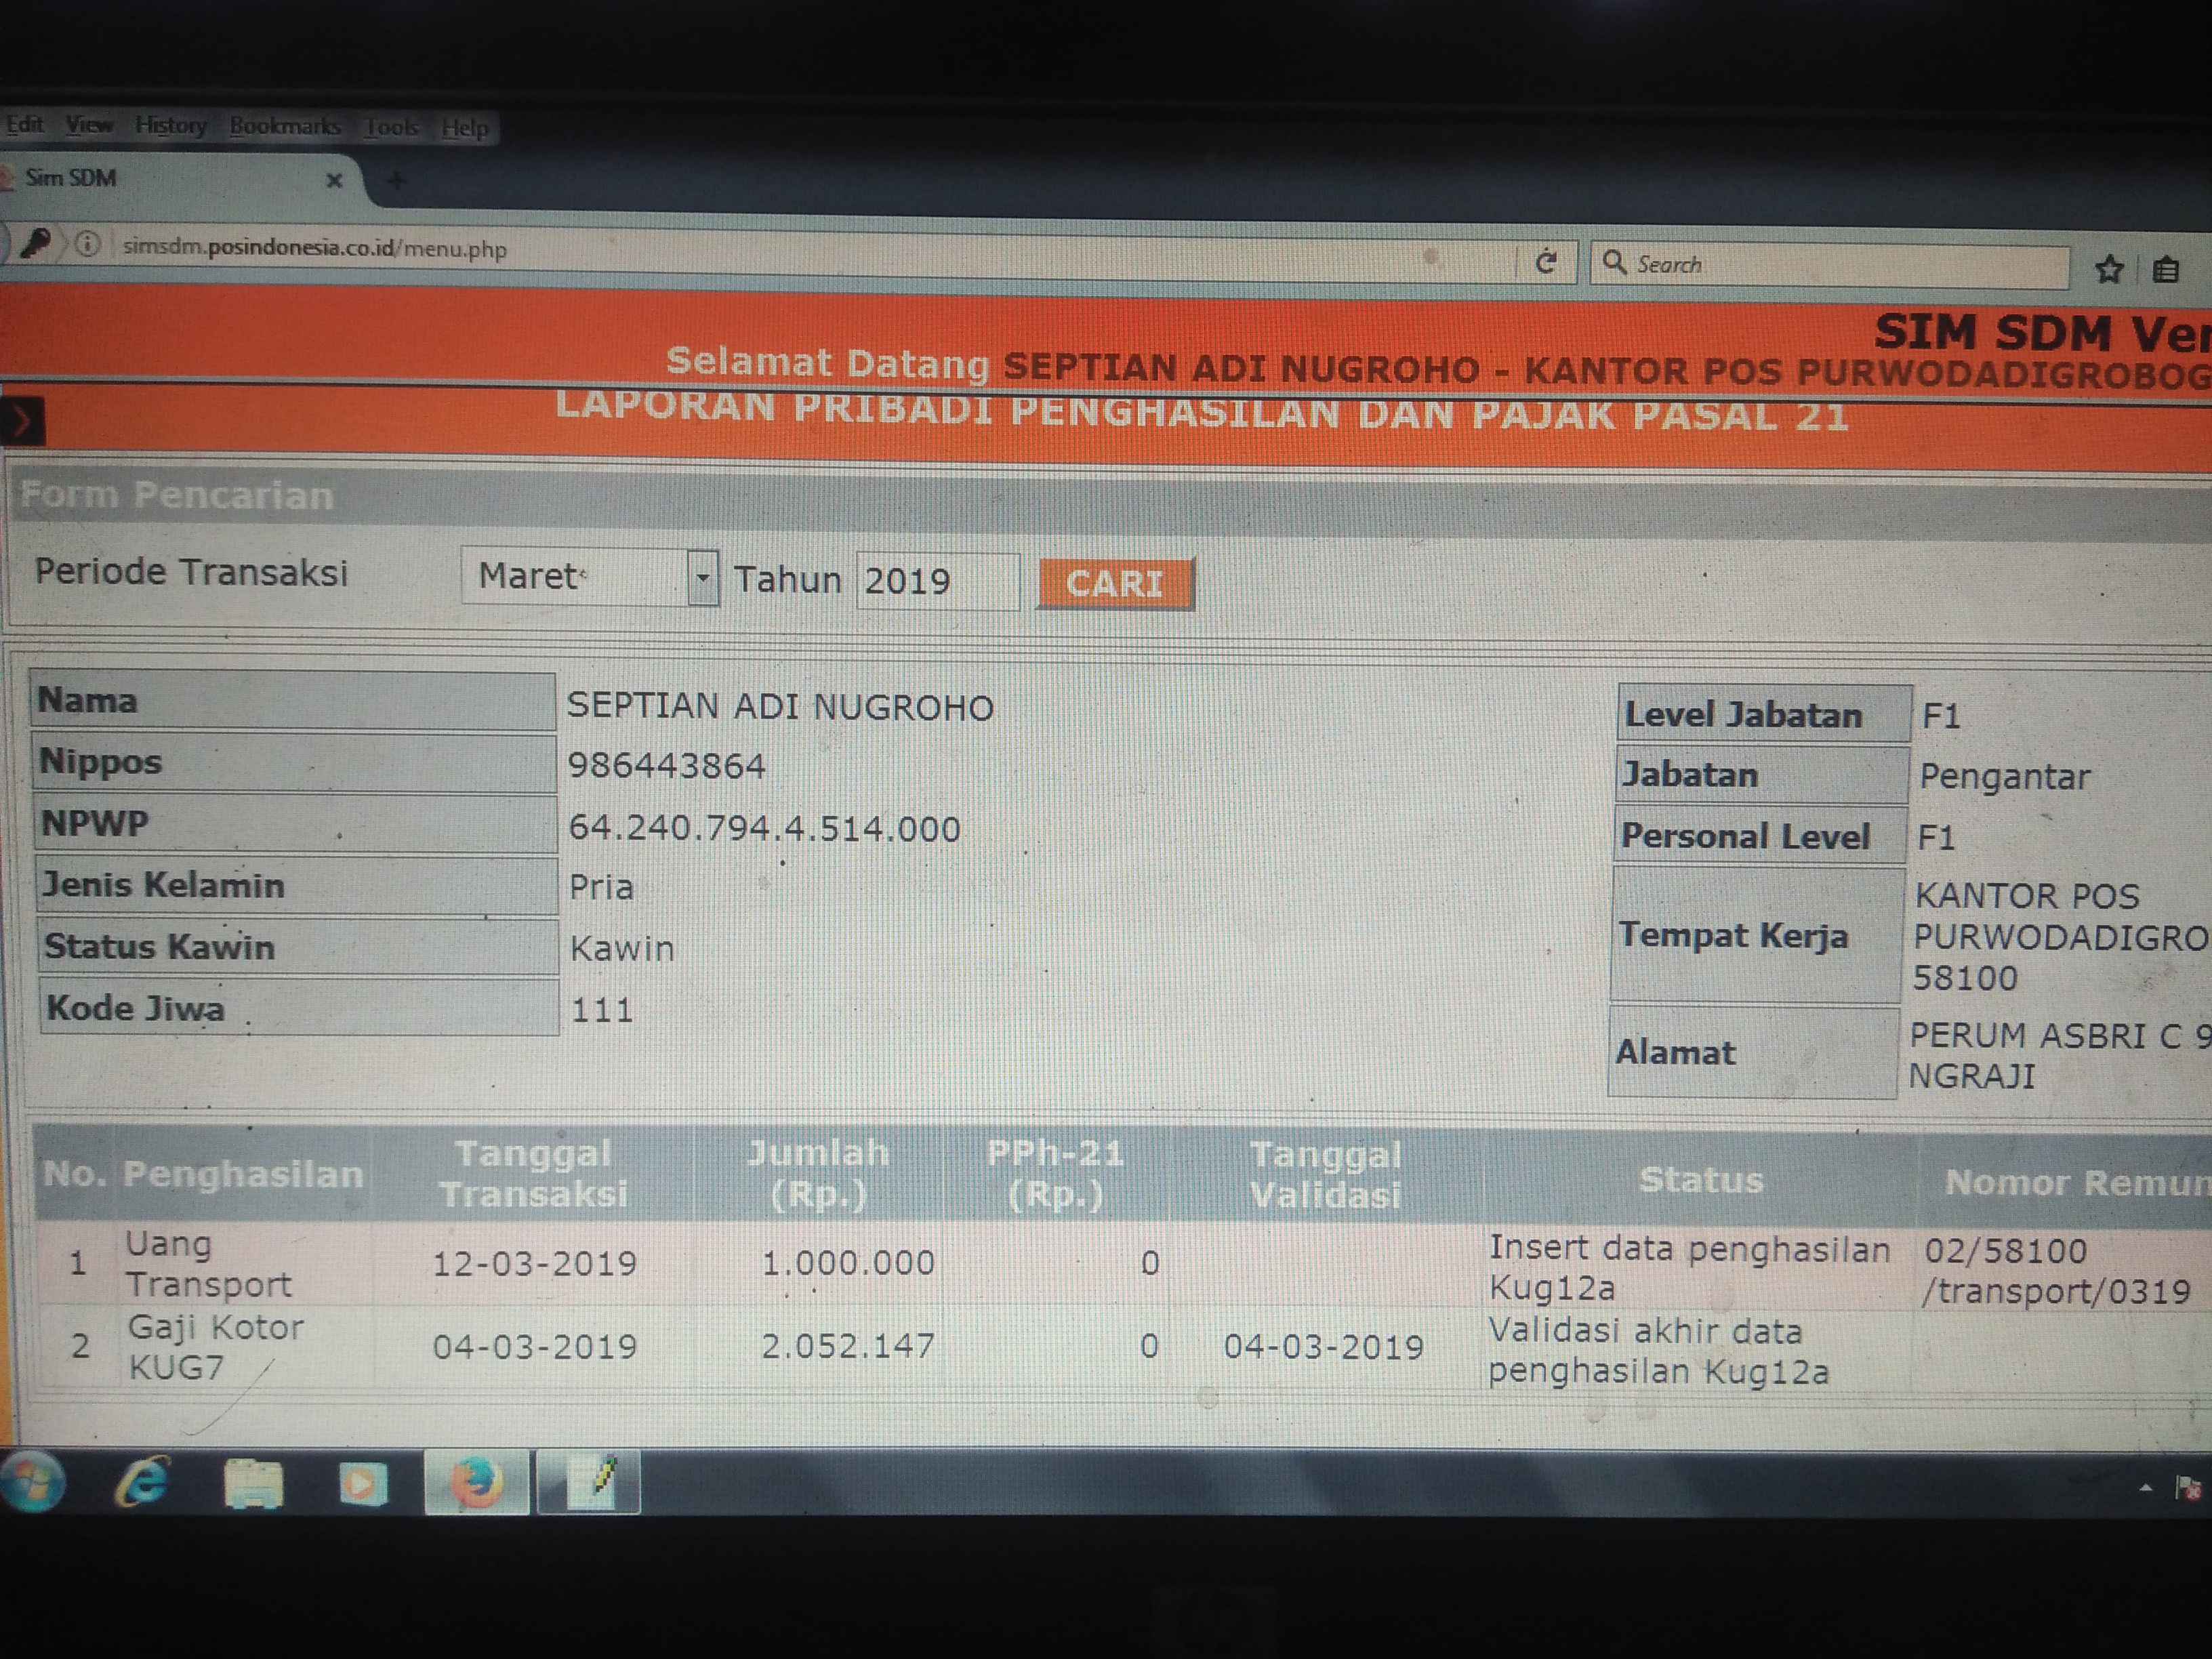 Edit View History Bookmarks Tools Help
Sim SDM
simsdm.posindonesia.co.id/menu.php
Search
SIM SDM Ver
Selamat Datang SEPTIAN ADI NUGROHO - KANTOR POS PURWODADIGROBOG
LAPORAN PRIBADI PENGHASILAN DAN PAJAK PASAL 21
Form Pencarian
Periode Transaksi Maret Tahun 2019 CARI
Nama SEPTIAN ADI NUGROHO
Nippos 986443864
NPWP 64.240.794.4.514.000
Jenis Kelamin Pria
Status Kawin Kawin
Kode Jiwa 111
Level Jabatan F1
Jabatan Pengantar
Personal Level F1
Tempat Kerja KANTOR POS
PURWODADIGRO
58100
Alamat PERUM ASBRI C 9
NGRAJI
No. Penghasilan Tanggal Transaksi Jumlah (Rp.) PPh-21 (Rp.) Tanggal Validasi Status Nomor Remun
1 Uang Transport 12-03-2019 1.000.000 0 Insert data penghasilan Kug12a 02/58100 /transport/0319
2 Gaji Kotor KUG7 04-03-2019 2.052.147 0 04-03-2019 Validasi akhir data penghasilan Kug12a
hp